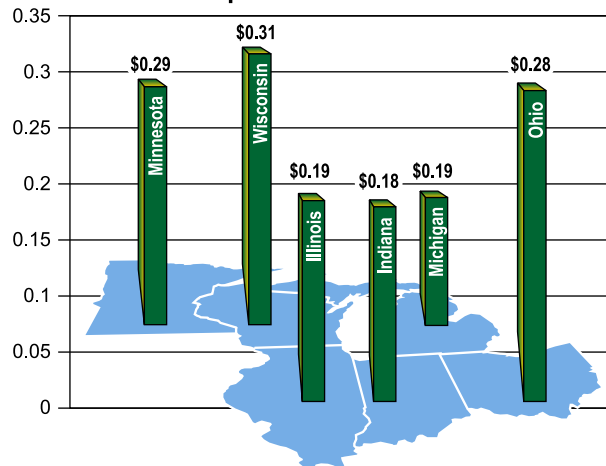 0.35
0.3
0.25
0.2
0.15
0.1
0.05
0
$0.29
Minnesota
$0.31
Wisconsin
$0.19
Illinois
$0.18
Indiana
$0.19
Michigan
$0.28
Ohio